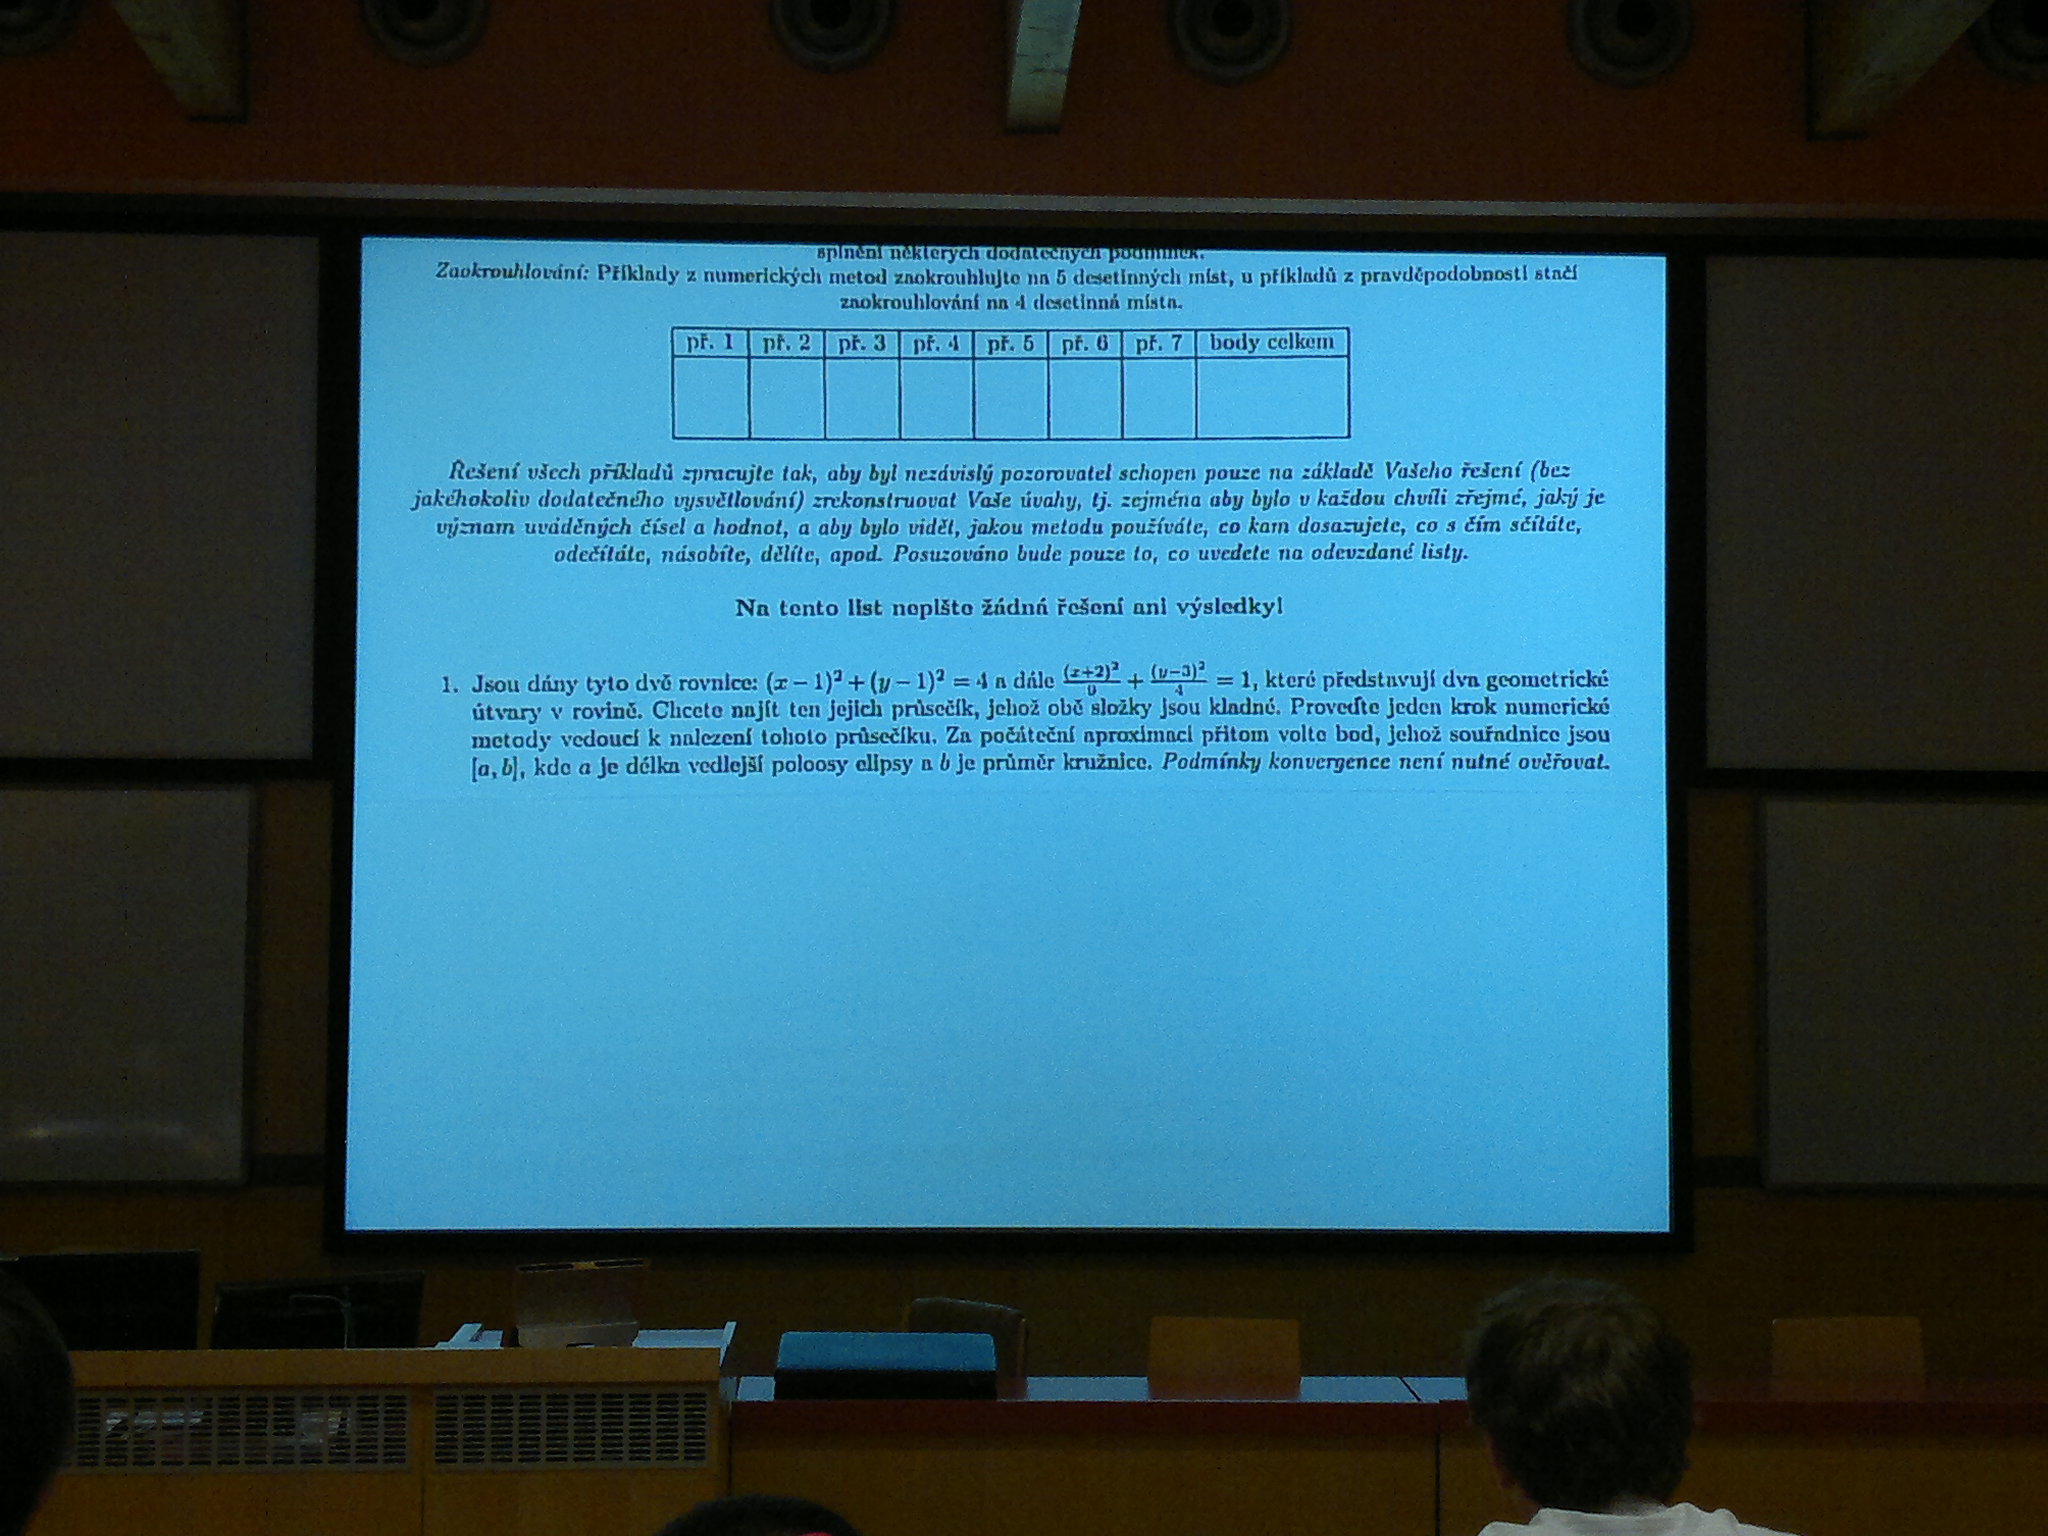 splnění některých dodatečných podmínek.
Zaokrouhlování: Příklady z numerických metod zaokrouhlujte na 5 desetinných míst, u příkladů z pravděpodobnosti stačí
zaokrouhlování na 4 desetinná místa.
př. 1 př. 2 př. 3 př. 4 př. 5 př. 6 př. 7 body celkem
Řešení všech příkladů zpracujte tak, aby byl nezávislý pozorovatel schopen pouze na základě Vašeho řešení (bez
jakéhokoliv dodatečného vysvětlování) zrekonstruovat Vaše úvahy, tj. zejména aby bylo v každou chvíli zřejmé, jaký je
význam uváděných čísel a hodnot, a aby bylo vidět, jakou metodu používáte, co kam dosazujete, co s čím sčítáte,
odečítáte, násobíte, dělíte, apod. Posuzováno bude pouze to, co uvedete na odevzdané listy.
Na tento list nepište žádná řešení ani výsledky!
1. Jsou dány tyto dvě rovnice: (x − 1)² + (y − 1)² = 4 a dále (x+2)²/9 + (y−3)²/4 = 1, které představují dva geometrické
útvary v rovině. Chcete najít ten jejich průsečík, jehož obě složky jsou kladné. Proveďte jeden krok numerické
metody vedoucí k nalezení tohoto průsečíku. Za počáteční aproximaci přitom volte bod, jehož souřadnice jsou
[a, b], kde a je délka vedlejší poloosy elipsy a b je průměr kružnice. Podmínky konvergence není nutné ověřovat.